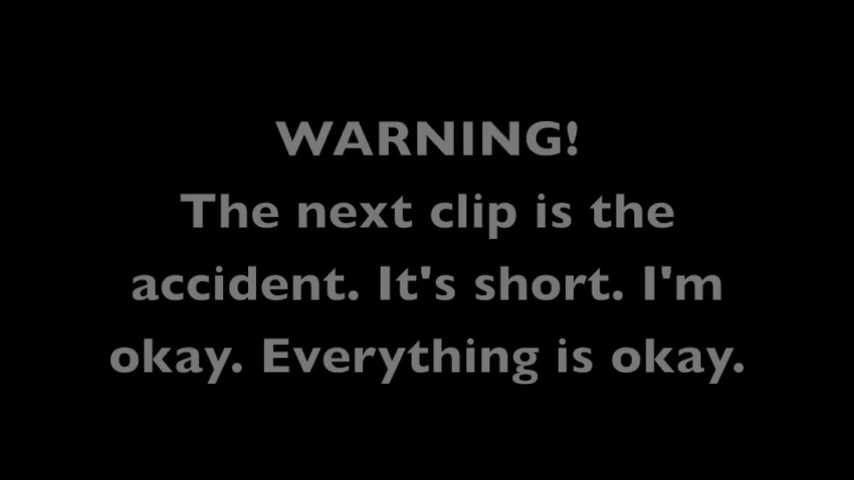 WARNING!
The next clip is the
accident. It's short. I'm
okay. Everything is okay.